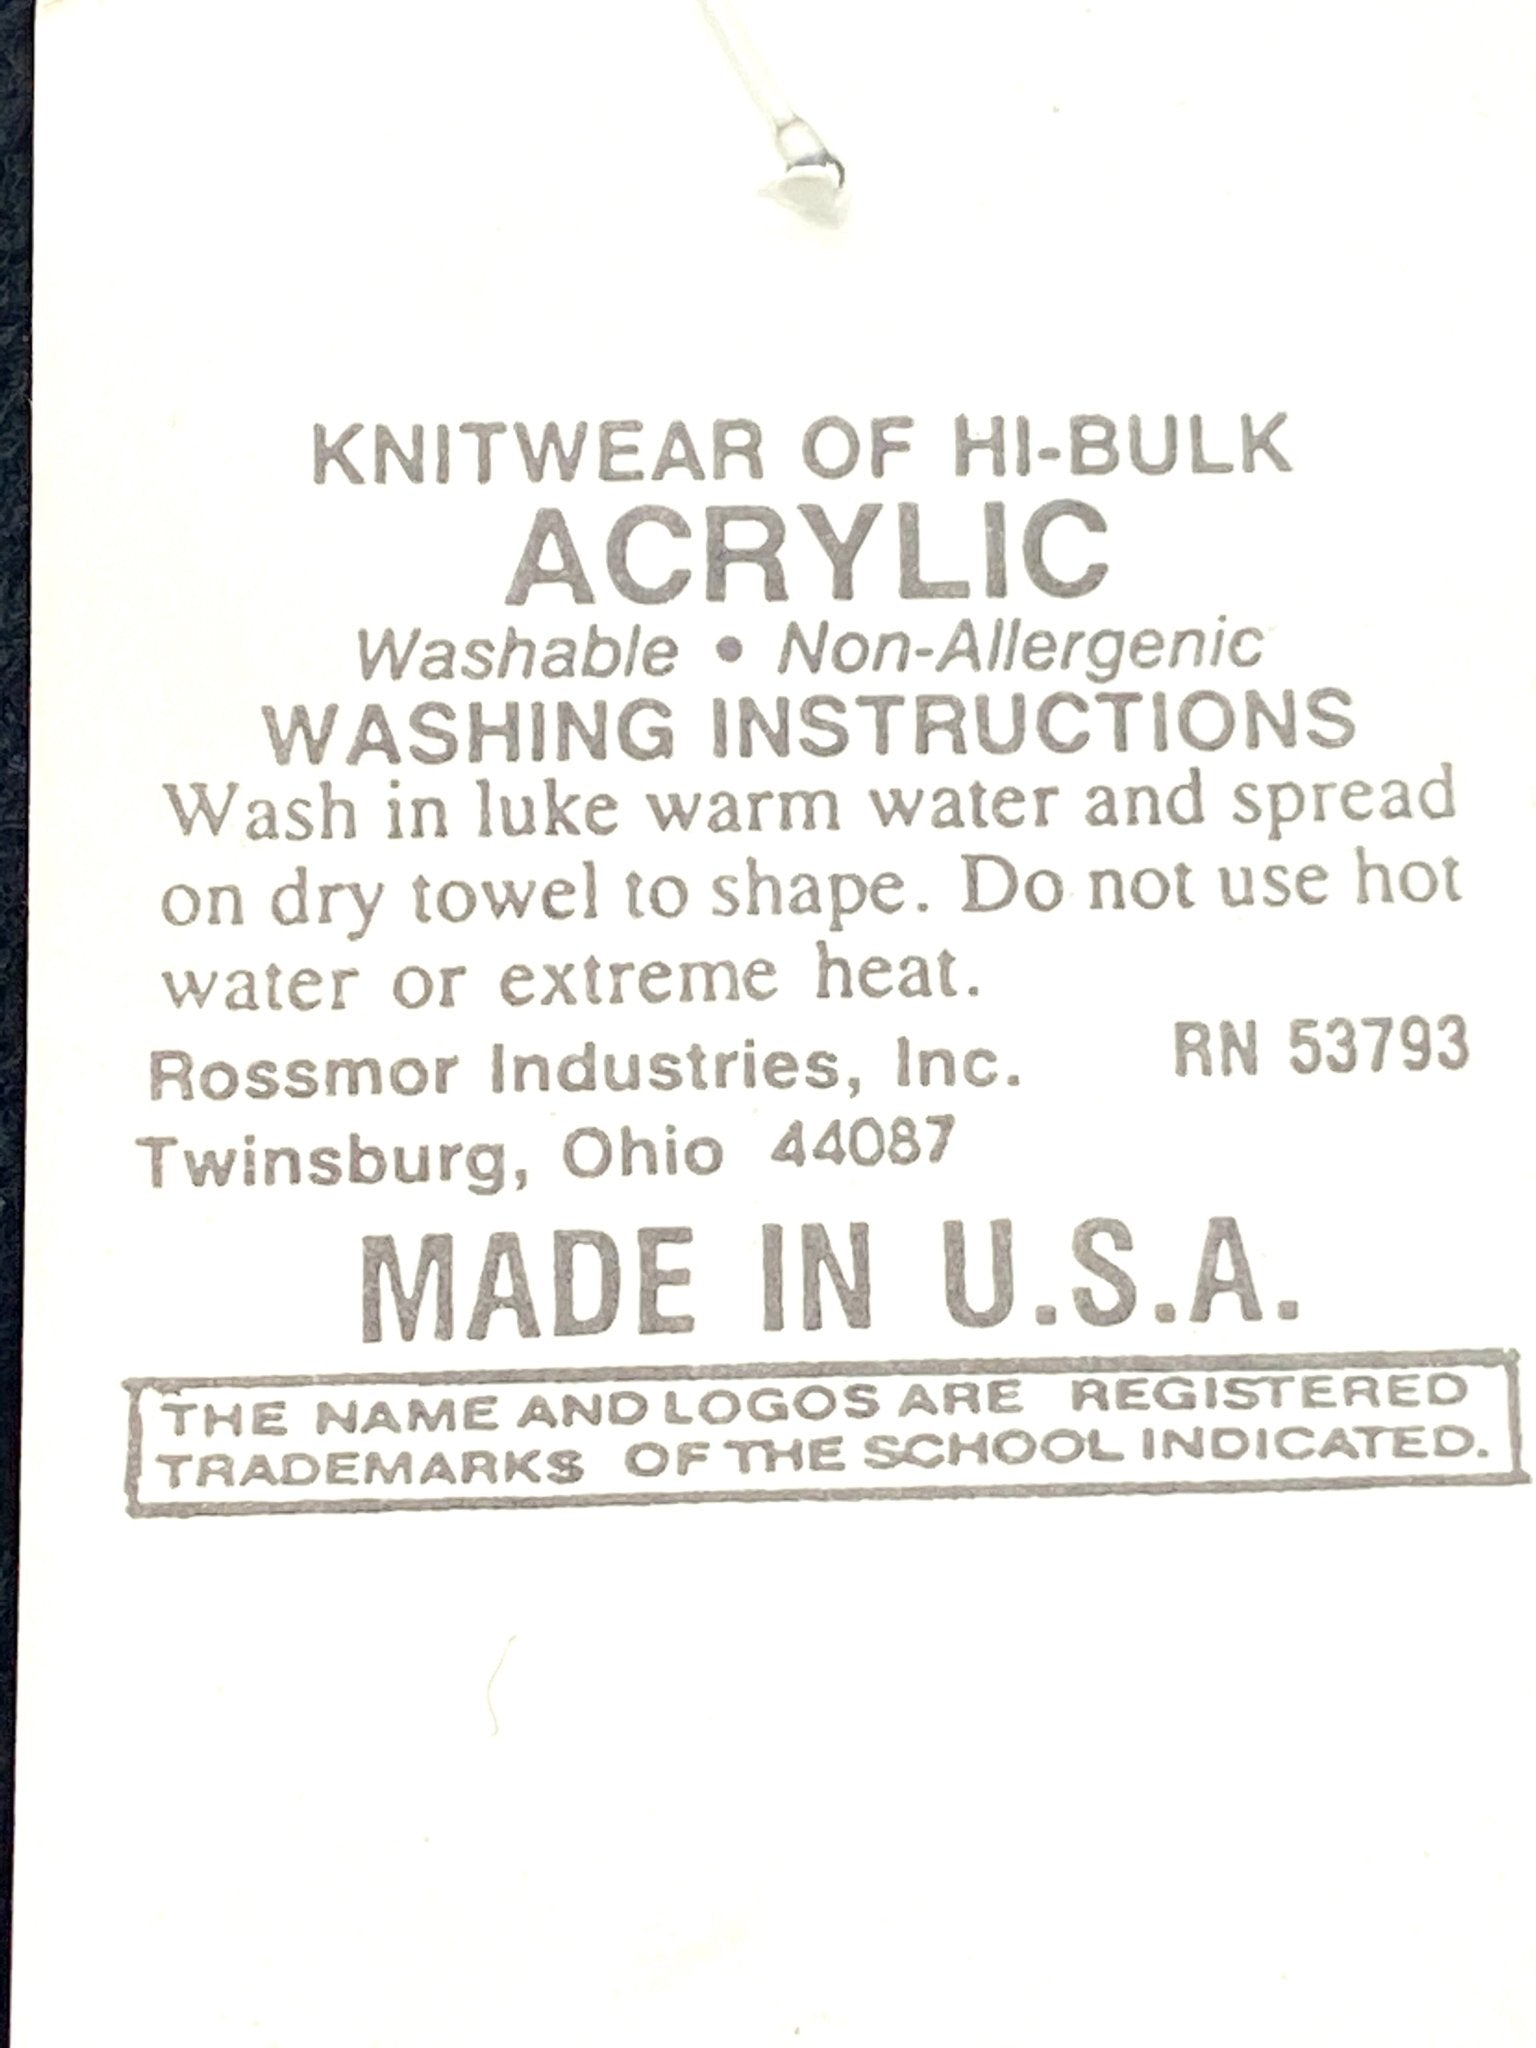 KNITWEAR OF HI-BULK
ACRYLIC
Washable • Non-Allergenic
WASHING INSTRUCTIONS
Wash in luke warm water and spread
on dry towel to shape. Do not use hot
water or extreme heat.
Rossmor Industries, Inc. RN 53793
Twinsburg, Ohio 44087
MADE IN U.S.A.
THE NAME AND LOGOS ARE REGISTERED
TRADEMARKS OF THE SCHOOL INDICATED.